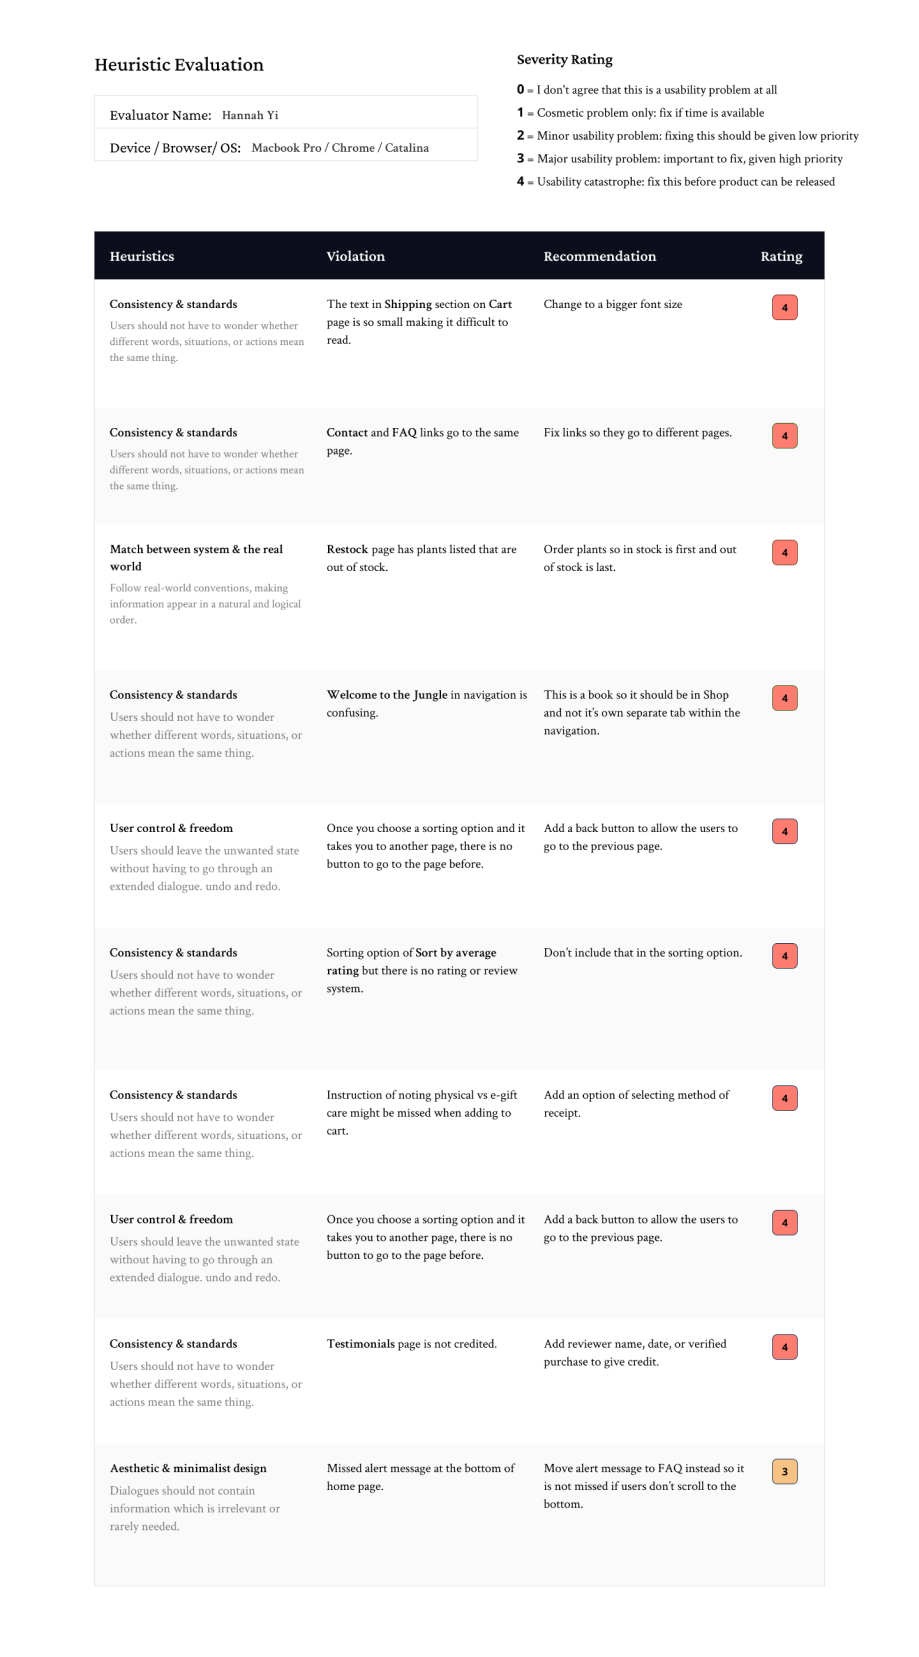 Heuristic Evaluation
Evaluator Name: Hannah Yi
Device / Browser/ OS: Macbook Pro / Chrome / Catalina
Severity Rating
0 = I don't agree that this is a usability problem at all
1 = Cosmetic problem only: fix if time is available
2 = Minor usability problem: fixing this should be given low priority
3 = Major usability problem: important to fix, given high priority
4 = Usability catastrophe: fix this before product can be released
Heuristics
Violation
Recommendation
Rating
Consistency & standards
Users should not have to wonder whether
different words, situations, or actions mean
the same thing.
The text in Shipping section on Cart
page is so small making it difficult to
read.
Change to a bigger font size
4
Consistency & standards
Users should not have to wonder whether
different words, situations, or actions mean
the same thing.
Contact and FAQ links go to the same
page.
Fix links so they go to different pages.
4
Match between system & the real
world
Follow real-world conventions, making
information appear in a natural and logical
order.
Restock page has plants listed that are
out of stock.
Order plants so in stock is first and out
of stock is last.
4
Consistency & standards
Users should not have to wonder
whether different words, situations, or
actions mean the same thing.
Welcome to the Jungle in navigation is
confusing.
This is a book so it should be in Shop
and not it's own separate tab within the
navigation.
4
User control & freedom
Users should leave the unwanted state
without having to go through an
extended dialogue. undo and redo.
Once you choose a sorting option and it
takes you to another page, there is no
button to go to the page before.
Add a back button to allow the users to
go to the previous page.
4
Consistency & standards
Users should not have to wonder
whether different words, situations, or
actions mean the same thing.
Sorting option of Sort by average
rating but there is no rating or review
system.
Don't include that in the sorting option.
4
Consistency & standards
Users should not have to wonder
whether different words, situations, or
actions mean the same thing.
Instruction of noting physical vs e-gift
care might be missed when adding to
cart.
Add an option of selecting method of
receipt.
4
User control & freedom
Users should leave the unwanted state
without having to go through an
extended dialogue. undo and redo.
Once you choose a sorting option and it
takes you to another page, there is no
button to go to the page before.
Add a back button to allow the users to
go to the previous page.
4
Consistency & standards
Users should not have to wonder
whether different words, situations, or
actions mean the same thing.
Testimonials page is not credited.
Add reviewer name, date, or verified
purchase to give credit.
4
Aesthetic & minimalist design
Dialogues should not contain
information which is irrelevant or
rarely needed.
Missed alert message at the bottom of
home page.
Move alert message to FAQ instead so it
is not missed if users don't scroll to the
bottom.
3